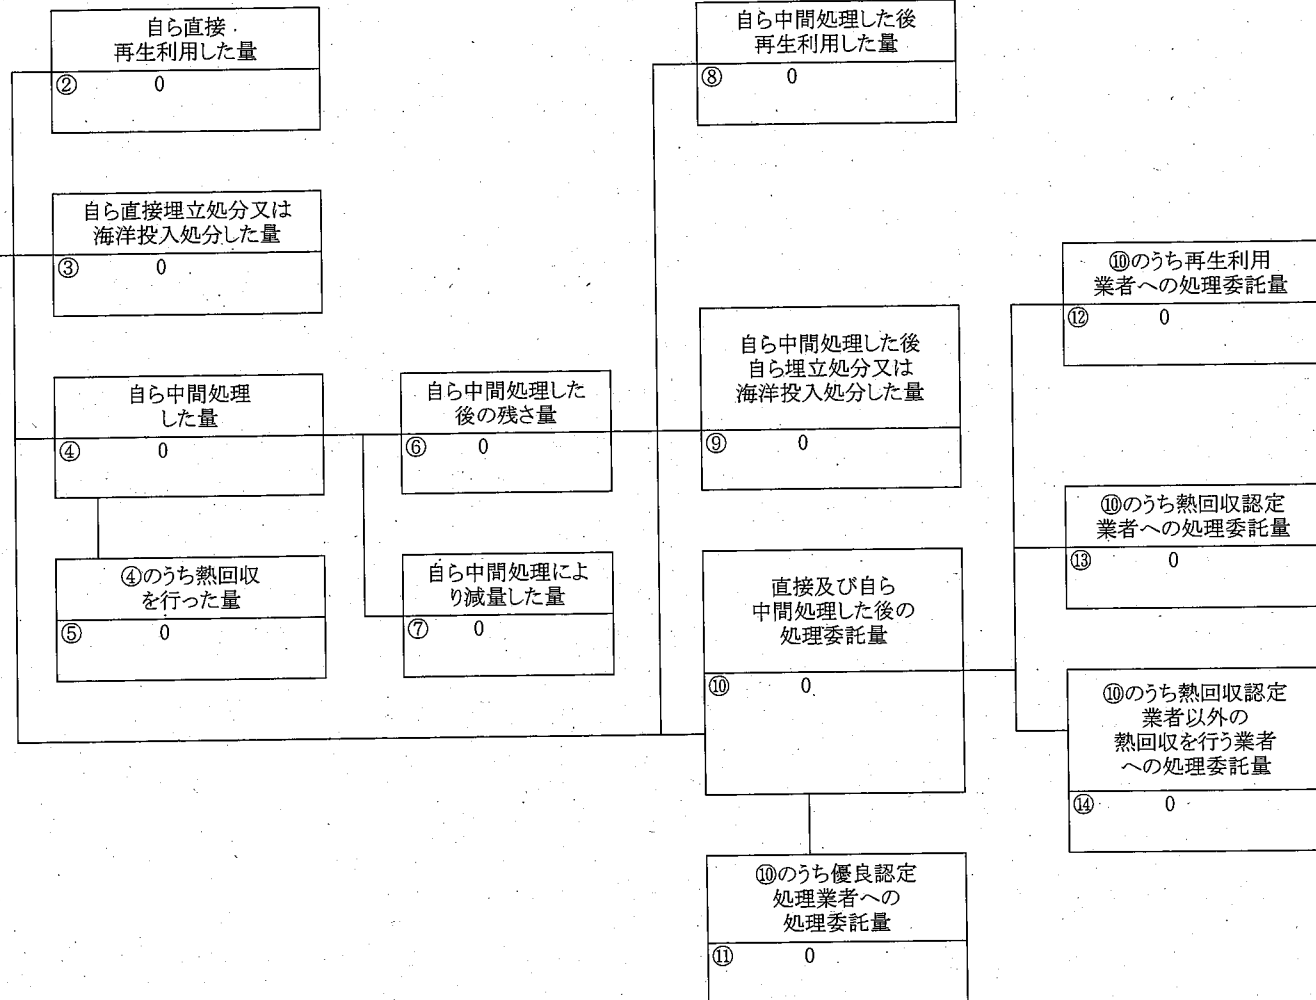 自ら直接
再生利用した量
② 0
自ら直接埋立処分又は
海洋投入処分した量
③ 0
自ら中間処理
した量
④ 0
④のうち熱回収
を行った量
⑤ 0
自ら中間処理した
後の残さ量
⑥ 0
自ら中間処理によ
り減量した量
⑦ 0
自ら中間処理した後
再生利用した量
⑧ 0
自ら中間処理した後
自ら埋立処分又は
海洋投入処分した量
⑨ 0
直接及び自ら
中間処理した後の
処理委託量
⑩ 0
⑩のうち優良認定
処理業者への
処理委託量
⑪ 0
⑩のうち再生利用
業者への処理委託量
⑫ 0
⑩のうち熱回収認定
業者への処理委託量
⑬ 0
⑩のうち熱回収認定
業者以外の
熱回収を行う業者
への処理委託量
⑭ 0